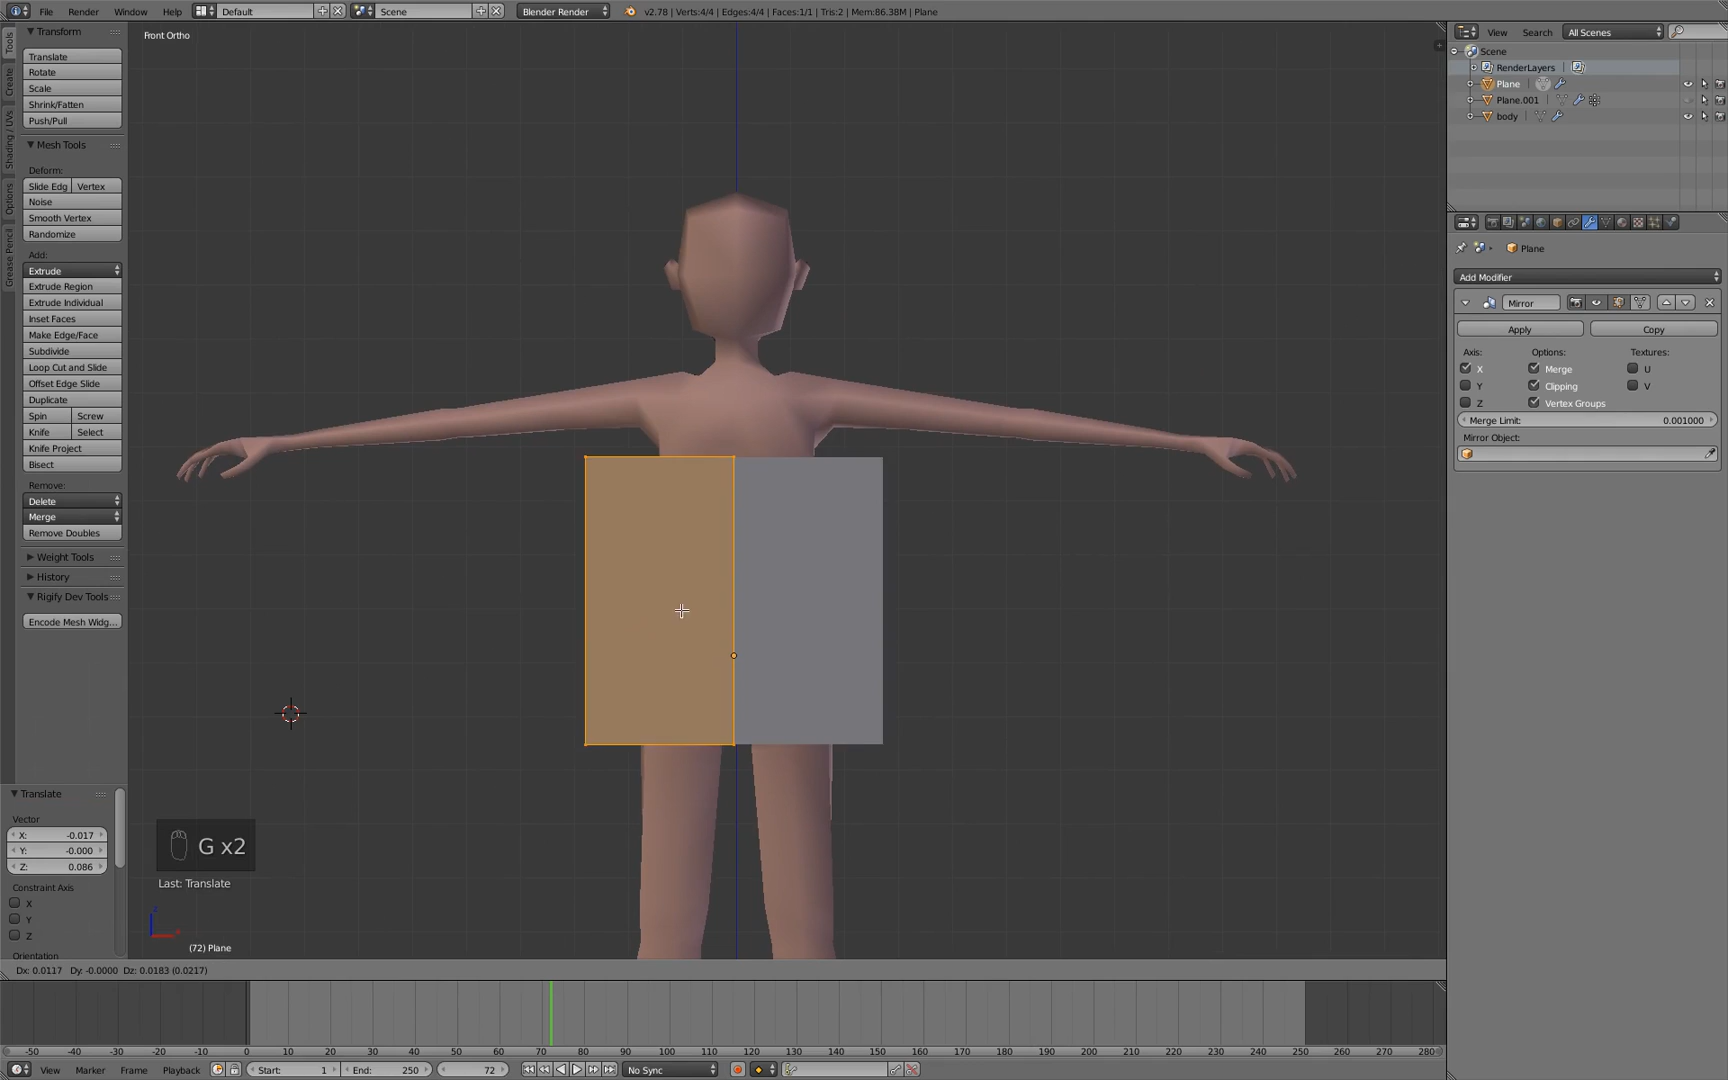 File Render Window Help Default Scene Blender Render v2.78 | Verts:4/4 | Edges:4/4 | Faces:1/1 | Tris:2 | Mem:86.38M | Plane
Tools
Create
Shading / UVs
Options
Grease Pencil
Transform
Translate
Rotate
Scale
Shrink/Fatten
Push/Pull
Mesh Tools
Deform:
Slide Edg Vertex
Noise
Smooth Vertex
Randomize
Add:
Extrude
Extrude Region
Extrude Individual
Inset Faces
Make Edge/Face
Subdivide
Loop Cut and Slide
Offset Edge Slide
Duplicate
Spin Screw
Knife Select
Knife Project
Bisect
Remove:
Delete
Merge
Remove Doubles
Weight Tools
History
Rigify Dev Tools
Encode Mesh Widg...
Translate
Vector
X: -0.017
Y: -0.000
Z: 0.086
Constraint Axis
X
Y
Z
Orientation
Front Ortho
G x2
Last: Translate
(72) Plane
Dx: 0.0117 Dy: -0.0000 Dz: 0.0183 (0.0217)
View Search All Scenes
Scene
RenderLayers
Plane
Plane.001
body
Plane
Add Modifier
Mirror
Apply Copy
Axis: Options: Textures:
X Merge U
Y Clipping V
Z Vertex Groups
Merge Limit: 0.001000
Mirror Object:
-50 -40 -30 -20 -10 0 10 20 30 40 50 60 70 80 90 100 110 120 130 140 150 160 170 180 190 200 210 220 230 240 250 260 270 280
View Marker Frame Playback Start: 1 End: 250 72 No Sync